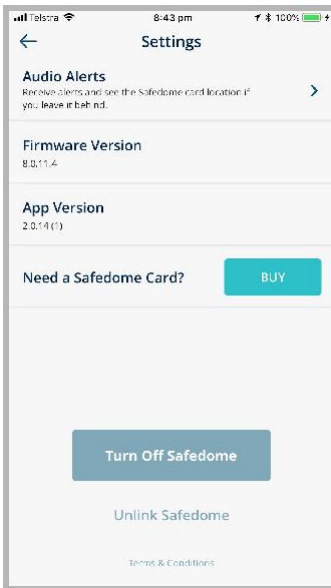 Telstra 8:43 pm 100%
Settings
Audio Alerts
Receive alerts and see the Safedome card location if
you leave it behind.
Firmware Version
8.0.11.4
App Version
2.0.14 (1)
Need a Safedome Card? BUY
Turn Off Safedome
Unlink Safedome
Terms & Conditions